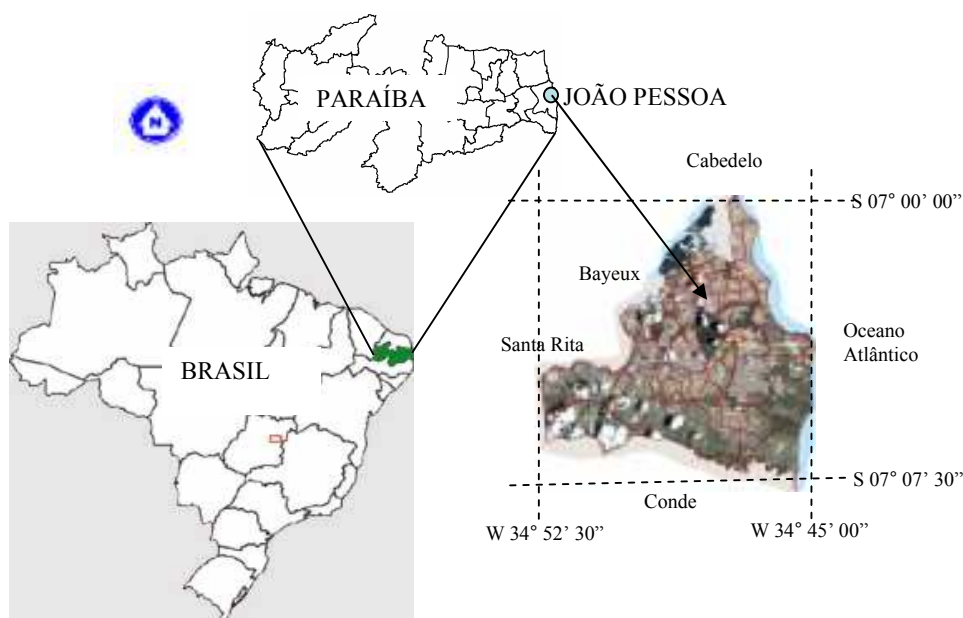 PARAÍBA
JOÃO PESSOA
N
Cabedelo
S 07° 00’ 00”
Bayeux
Santa Rita
Oceano
Atlântico
BRASIL
S 07° 07’ 30”
Conde
W 34° 52’ 30”
W 34° 45’ 00”